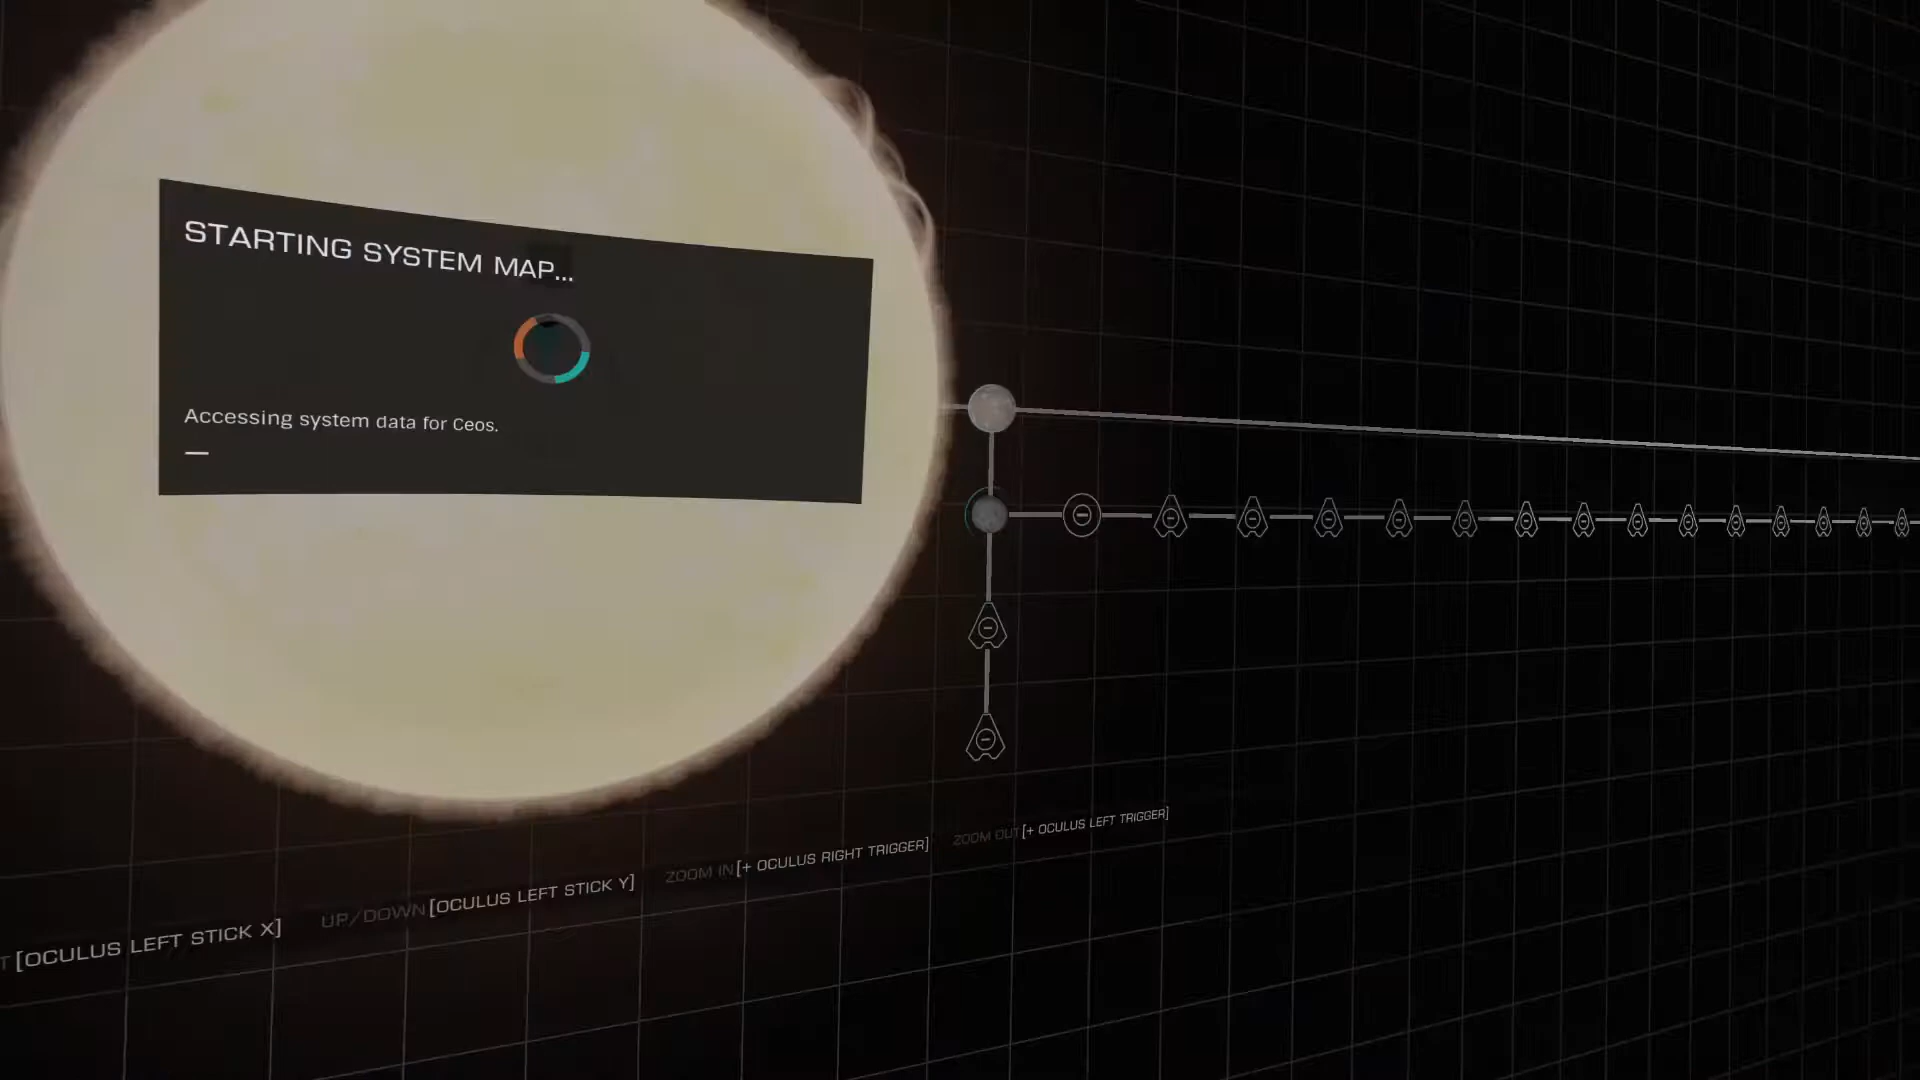 STARTING SYSTEM MAP...
Accessing system data for Ceos.
[OCULUS LEFT STICK X] UP/DOWN [OCULUS LEFT STICK Y] ZOOM IN [+ OCULUS RIGHT TRIGGER] ZOOM OUT [+ OCULUS LEFT TRIGGER]